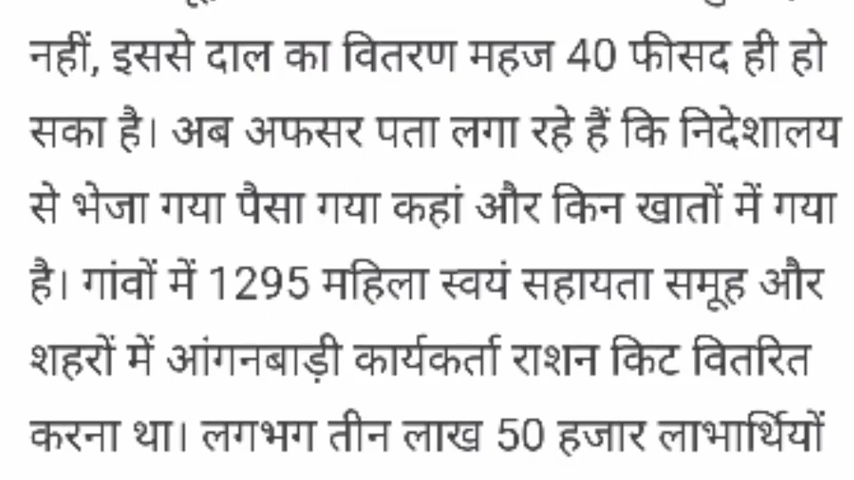 नहीं, इससे दाल का वितरण महज 40 फीसद ही हो
सका है। अब अफसर पता लगा रहे हैं कि निदेशालय
से भेजा गया पैसा गया कहां और किन खातों में गया
है। गांवों में 1295 महिला स्वयं सहायता समूह और
शहरों में आंगनबाड़ी कार्यकर्ता राशन किट वितरित
करना था। लगभग तीन लाख 50 हजार लाभार्थियों